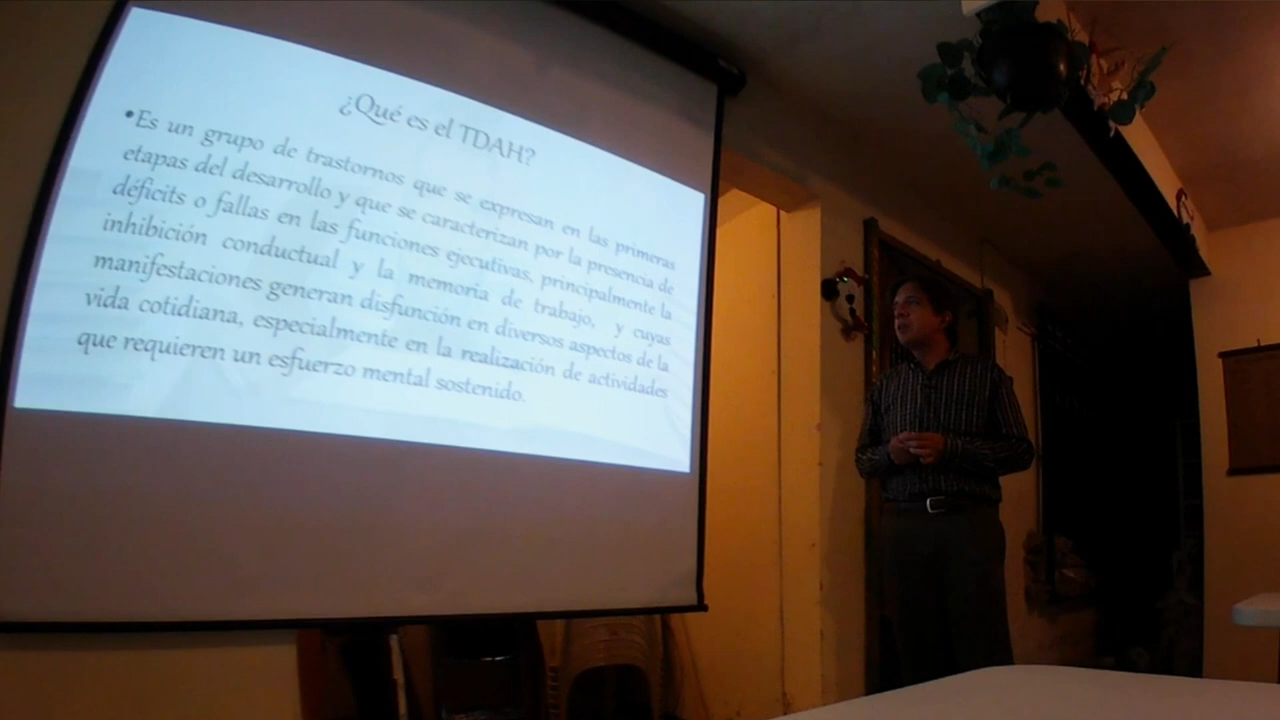 ¿Qué es el TDAH?
•Es un grupo de trastornos que se expresan en las primeras
etapas del desarrollo y que se caracterizan por la presencia de
déficits o fallas en las funciones ejecutivas, principalmente la
inhibición conductual y la memoria de trabajo, y cuyas
manifestaciones generan disfunción en diversos aspectos de la
vida cotidiana, especialmente en la realización de actividades
que requieren un esfuerzo mental sostenido.